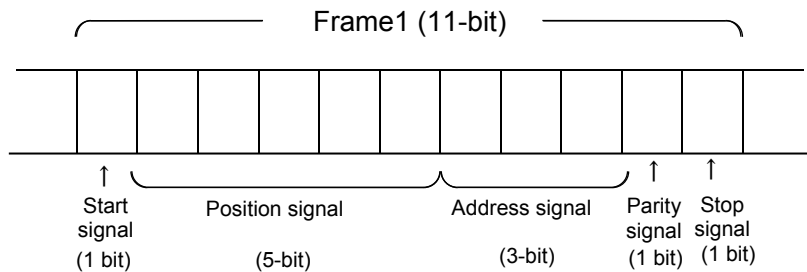 Frame1 (11-bit)
↑
Start
signal
(1 bit)
Position signal
(5-bit)
Address signal
(3-bit)
↑
Parity
signal
(1 bit)
↑
Stop
signal
(1 bit)